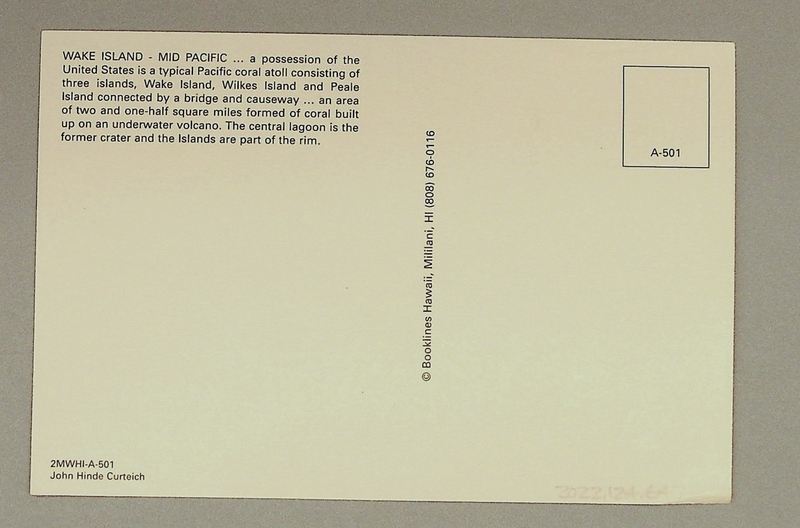 WAKE ISLAND - MID PACIFIC ... a possession of the
United States is a typical Pacific coral atoll consisting of
three islands, Wake Island, Wilkes Island and Peale
Island connected by a bridge and causeway ... an area
of two and one-half square miles formed of coral built
up on an underwater volcano. The central lagoon is the
former crater and the Islands are part of the rim.
A-501
© Booklines Hawaii, Mililani, HI (808) 676-0116
2MWHI-A-501
John Hinde Curteich